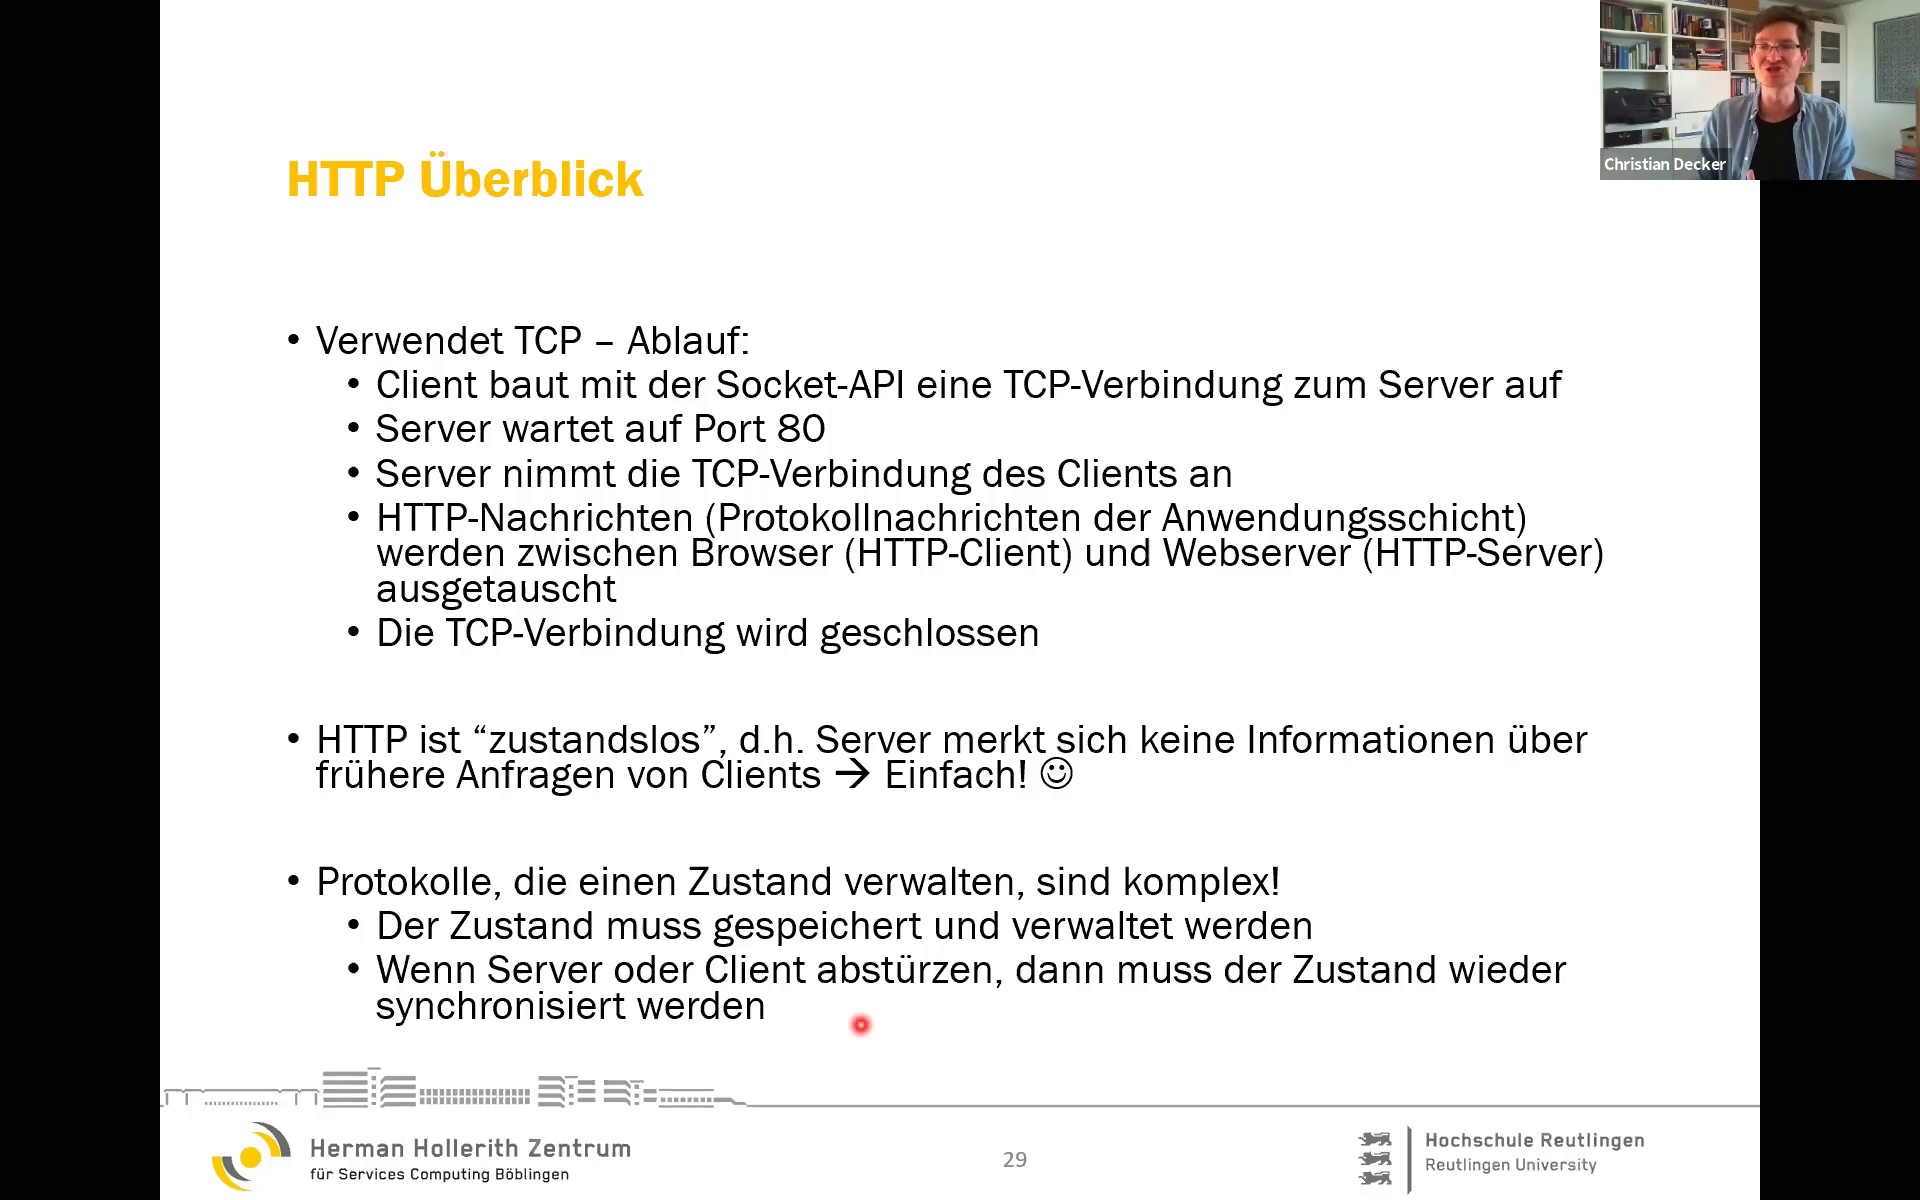 Christian Decker
HTTP Überblick
• Verwendet TCP – Ablauf:
• Client baut mit der Socket-API eine TCP-Verbindung zum Server auf
• Server wartet auf Port 80
• Server nimmt die TCP-Verbindung des Clients an
• HTTP-Nachrichten (Protokollnachrichten der Anwendungsschicht)
werden zwischen Browser (HTTP-Client) und Webserver (HTTP-Server)
ausgetauscht
• Die TCP-Verbindung wird geschlossen
• HTTP ist “zustandslos”, d.h. Server merkt sich keine Informationen über
frühere Anfragen von Clients → Einfach! ☺
• Protokolle, die einen Zustand verwalten, sind komplex!
• Der Zustand muss gespeichert und verwaltet werden
• Wenn Server oder Client abstürzen, dann muss der Zustand wieder
synchronisiert werden
Herman Hollerith Zentrum
für Services Computing Böblingen
29
Hochschule Reutlingen
Reutlingen University